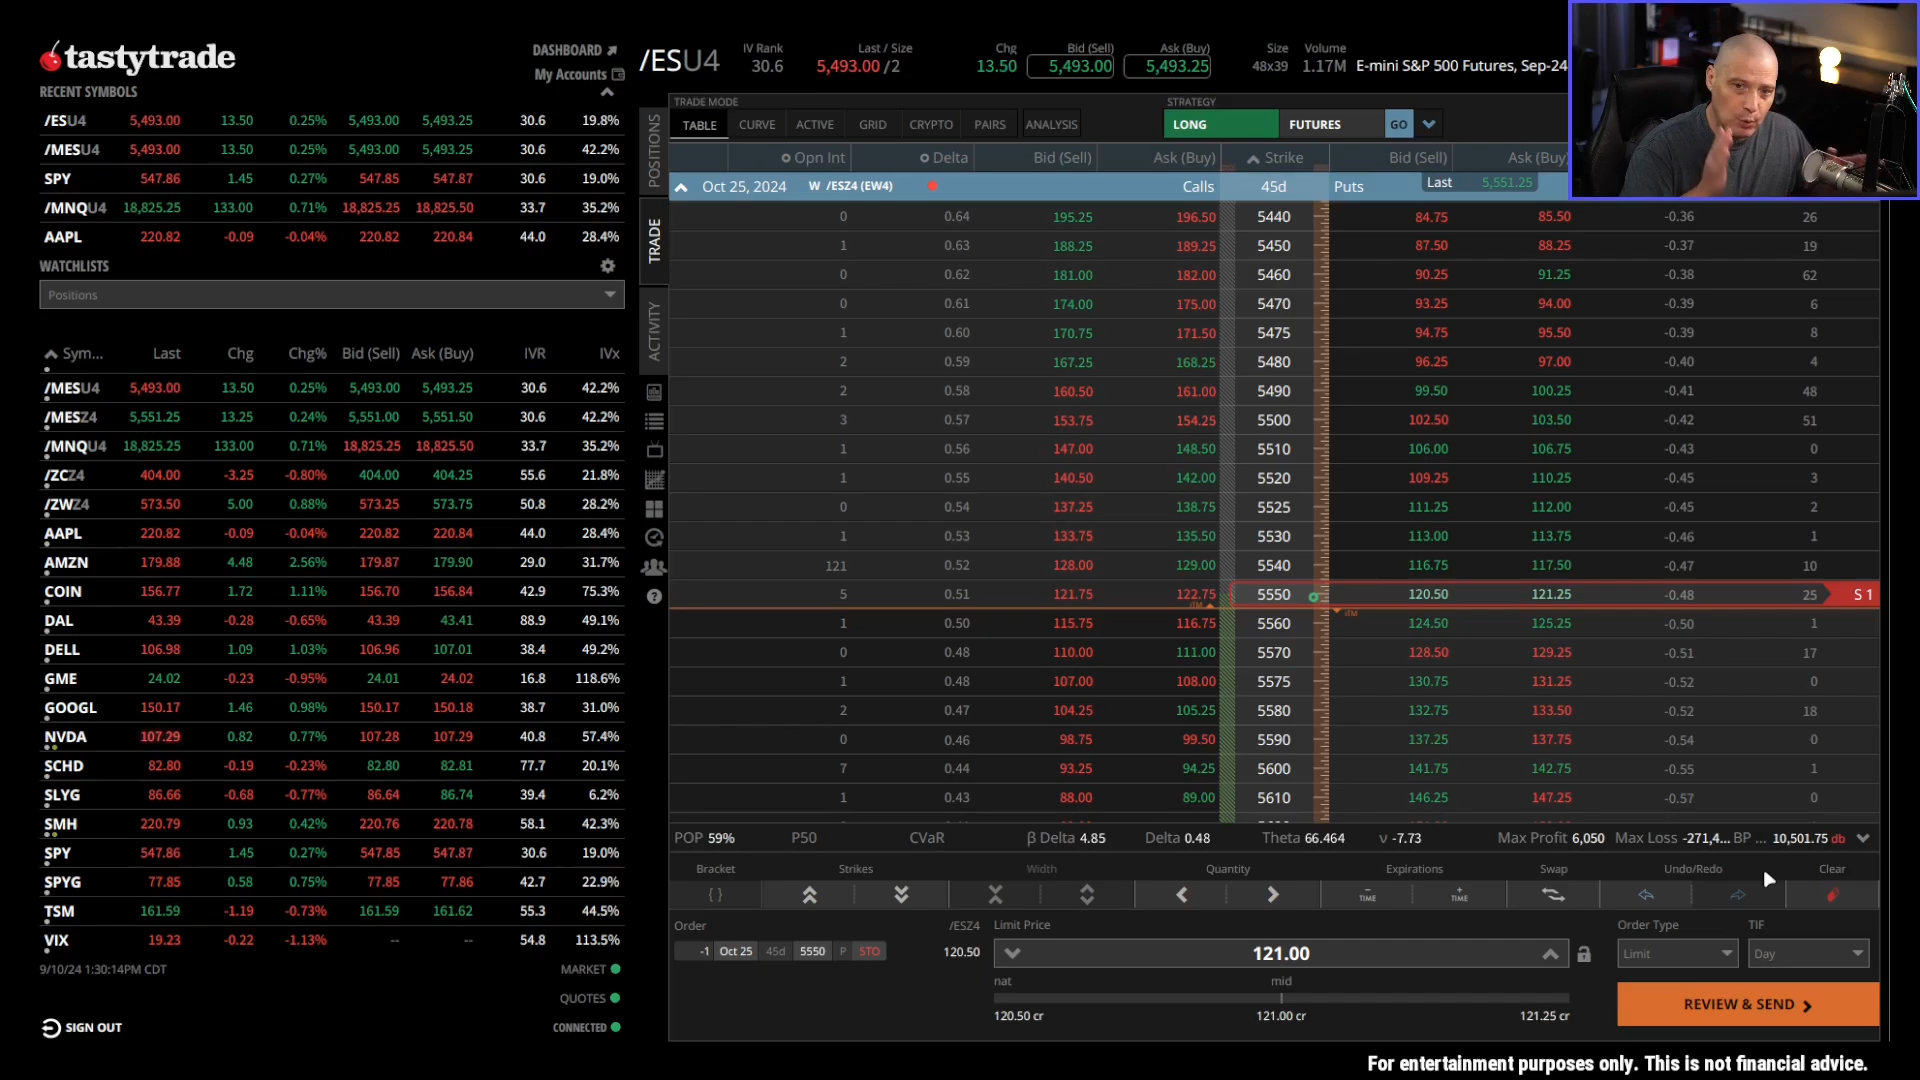 tastytrade
DASHBOARD
My Accounts
RECENT SYMBOLS
/ESU4 5,493.00 13.50 0.25% 5,493.00 5,493.25 30.6 19.8%
/MESU4 5,493.00 13.50 0.25% 5,493.00 5,493.25 30.6 42.2%
SPY 547.86 1.45 0.27% 547.85 547.87 30.6 19.0%
/MNQU4 18,825.25 133.00 0.71% 18,825.25 18,825.50 33.7 35.2%
AAPL 220.82 -0.09 -0.04% 220.82 220.84 44.0 28.4%
WATCHLISTS
Positions
Sym... Last Chg Chg% Bid (Sell) Ask (Buy) IVR IVx
/MESU4 5,493.00 13.50 0.25% 5,493.00 5,493.25 30.6 42.2%
/MESZ4 5,551.25 13.25 0.24% 5,551.00 5,551.50 30.6 42.2%
/MNQU4 18,825.25 133.00 0.71% 18,825.25 18,825.50 33.7 35.2%
/ZCZ4 404.00 -3.25 -0.80% 404.00 404.25 55.6 21.8%
/ZWZ4 573.50 5.00 0.88% 573.25 573.75 50.8 28.2%
AAPL 220.82 -0.09 -0.04% 220.82 220.84 44.0 28.4%
AMZN 179.88 4.48 2.56% 179.87 179.90 29.0 31.7%
COIN 156.77 1.72 1.11% 156.70 156.84 42.9 75.3%
DAL 43.39 -0.28 -0.65% 43.39 43.41 88.9 49.1%
DELL 106.98 1.09 1.03% 106.96 107.01 38.4 49.2%
GME 24.02 -0.23 -0.95% 24.01 24.02 16.8 118.6%
GOOGL 150.17 1.46 0.98% 150.17 150.18 38.7 31.0%
NVDA 107.29 0.82 0.77% 107.28 107.29 40.8 57.4%
SCHD 82.80 -0.19 -0.23% 82.80 82.81 77.7 20.1%
SLYG 86.66 -0.68 -0.77% 86.64 86.74 39.4 6.2%
SMH 220.79 0.93 0.42% 220.76 220.78 58.1 42.3%
SPY 547.86 1.45 0.27% 547.85 547.87 30.6 19.0%
SPYG 77.85 0.58 0.75% 77.85 77.86 42.7 22.9%
TSM 161.59 -1.19 -0.73% 161.59 161.62 55.3 44.5%
VIX 19.23 -0.22 -1.13% -- -- 54.8 113.5%
9/10/24 1:30:14PM CDT
MARKET
QUOTES
CONNECTED
SIGN OUT
POSITIONS
TRADE
ACTIVITY
/ESU4
IV Rank Last / Size Chg Bid (Sell) Ask (Buy) Size Volume
30.6 5,493.00 /2 13.50 5,493.00 5,493.25 48x39 1.17M E-mini S&P 500 Futures, Sep-24
TRADE MODE STRATEGY
TABLE CURVE ACTIVE GRID CRYPTO PAIRS ANALYSIS LONG FUTURES GO
Opn Int Delta Bid (Sell) Ask (Buy) Strike Bid (Sell) Ask (Buy
Oct 25, 2024 W /ESZ4 (EW4) Calls 45d Puts Last 5,551.25
0 0.64 195.25 196.50 5440 84.75 85.50 -0.36 26
1 0.63 188.25 189.25 5450 87.50 88.25 -0.37 19
0 0.62 181.00 182.00 5460 90.25 91.25 -0.38 62
0 0.61 174.00 175.00 5470 93.25 94.00 -0.39 6
1 0.60 170.75 171.50 5475 94.75 95.50 -0.39 8
2 0.59 167.25 168.25 5480 96.25 97.00 -0.40 4
2 0.58 160.50 161.00 5490 99.50 100.25 -0.41 48
3 0.57 153.75 154.25 5500 102.50 103.50 -0.42 51
1 0.56 147.00 148.50 5510 106.00 106.75 -0.43 0
1 0.55 140.50 142.00 5520 109.25 110.25 -0.45 3
0 0.54 137.25 138.75 5525 111.25 112.00 -0.45 2
1 0.53 133.75 135.50 5530 113.00 113.75 -0.46 1
121 0.52 128.00 129.00 5540 116.75 117.50 -0.47 10
5 0.51 121.75 122.75 5550 120.50 121.25 -0.48 25 S 1
ITM ITM
1 0.50 115.75 116.75 5560 124.50 125.25 -0.50 1
0 0.48 110.00 111.00 5570 128.50 129.25 -0.51 17
1 0.48 107.00 108.00 5575 130.75 131.25 -0.52 0
2 0.47 104.25 105.25 5580 132.75 133.50 -0.52 18
0 0.46 98.75 99.50 5590 137.25 137.75 -0.54 0
7 0.44 93.25 94.25 5600 141.75 142.75 -0.55 1
1 0.43 88.00 89.00 5610 146.25 147.25 -0.57 0
POP 59% P50 CVaR β Delta 4.85 Delta 0.48 Theta 66.464 ν -7.73 Max Profit 6,050 Max Loss -271,4... BP ... 10,501.75 db
Bracket Strikes Width Quantity Expirations Swap Undo/Redo Clear
{ } TIME TIME
Order /ESZ4 Limit Price Order Type TIF
-1 Oct 25 45d 5550 P STO 120.50 121.00 Limit Day
nat mid
120.50 cr 121.00 cr 121.25 cr
REVIEW & SEND
For entertainment purposes only. This is not financial advice.